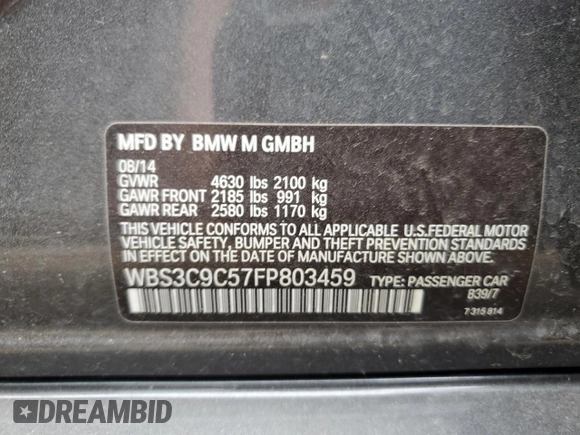 MFD BY BMW M GMBH
08/14
GVWR 4630 lbs 2100 kg
GAWR FRONT 2185 lbs 991 kg
GAWR REAR 2580 lbs 1170 kg
THIS VEHICLE CONFORMS TO ALL APPLICABLE U.S.FEDERAL MOTOR
VEHICLE SAFETY, BUMPER AND THEFT PREVENTION STANDARDS
IN EFFECT ON THE DATE OF MANUFACTURE SHOWN ABOVE.
WBS3C9C57FP803459 TYPE: PASSENGER CAR
B39/7
7 315 814
DREAMBID